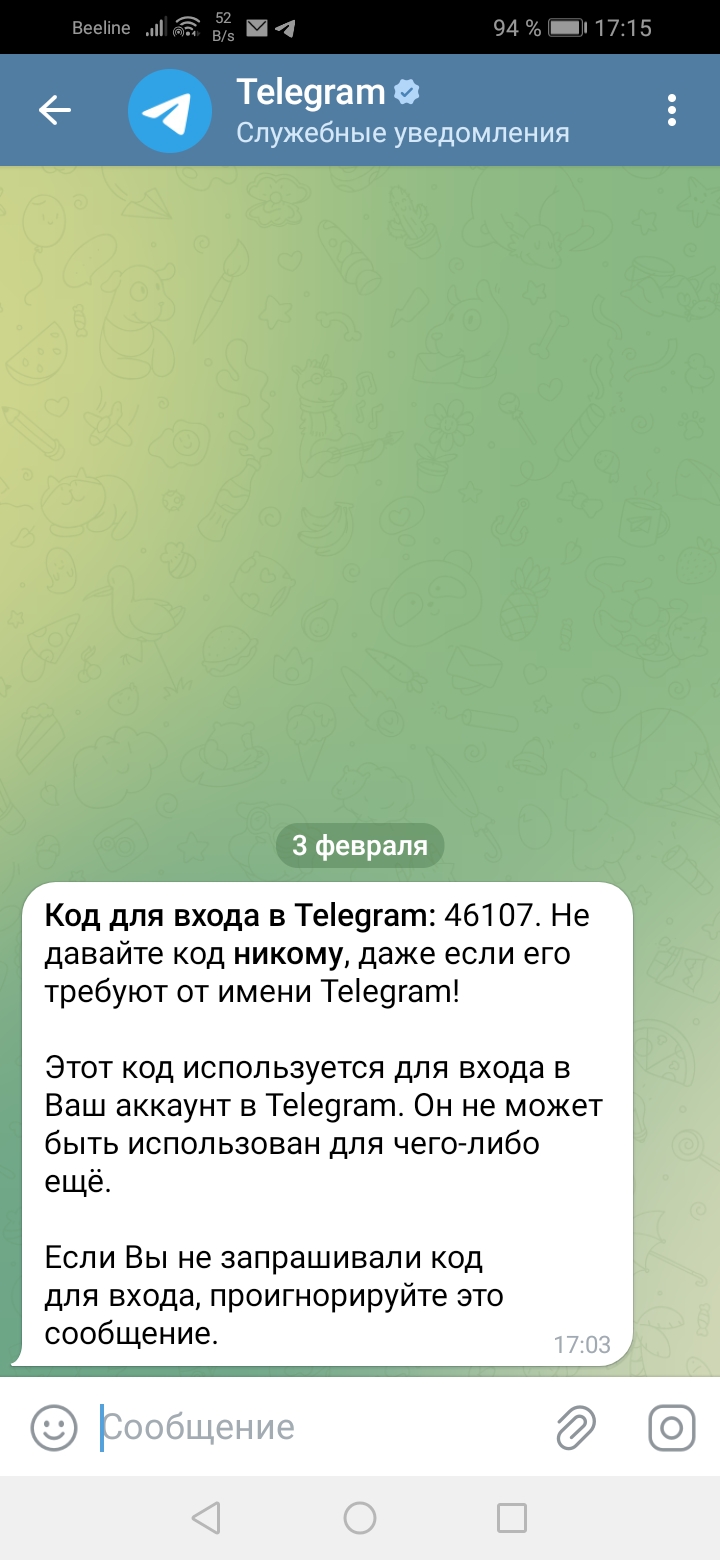 Beeline 52 B/s 94 % 17:15
Telegram
Служебные уведомления
3 февраля
Код для входа в Telegram: 46107. Не
давайте код никому, даже если его
требуют от имени Telegram!
Этот код используется для входа в
Ваш аккаунт в Telegram. Он не может
быть использован для чего-либо
ещё.
Если Вы не запрашивали код
для входа, проигнорируйте это
сообщение.
17:03
Сообщение